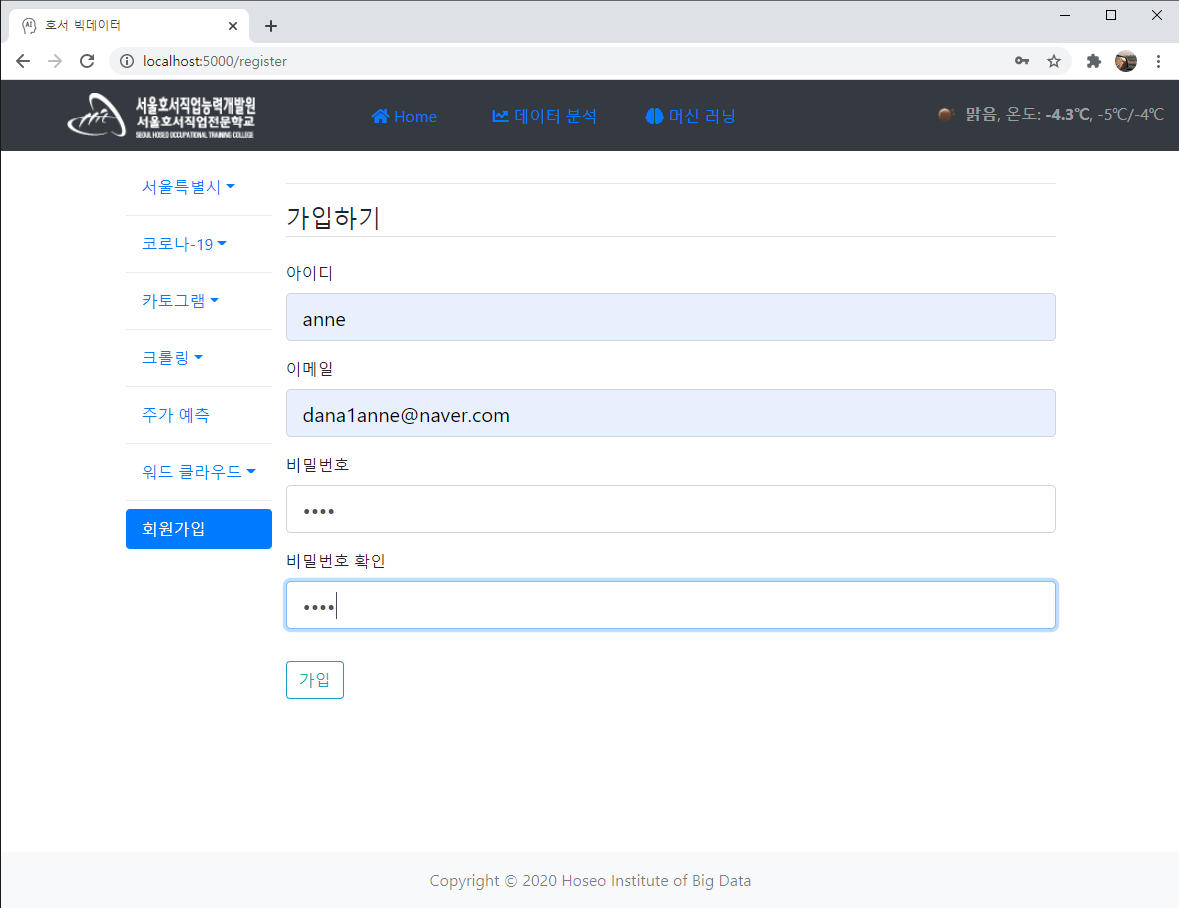 호서 빅데이터
localhost:5000/register
서울호서직업능력개발원
서울호서직업전문학교
SEOUL HOSEO OCCUPATIONAL TRAINING COLLEGE
Home 데이터 분석 머신 러닝
맑음, 온도: -4.3℃, -5℃/-4℃
서울특별시
코로나-19
카토그램
크롤링
주가 예측
워드 클라우드
회원가입
가입하기
아이디
anne
이메일
dana1anne@naver.com
비밀번호
••••
비밀번호 확인
••••
가입
Copyright © 2020 Hoseo Institute of Big Data